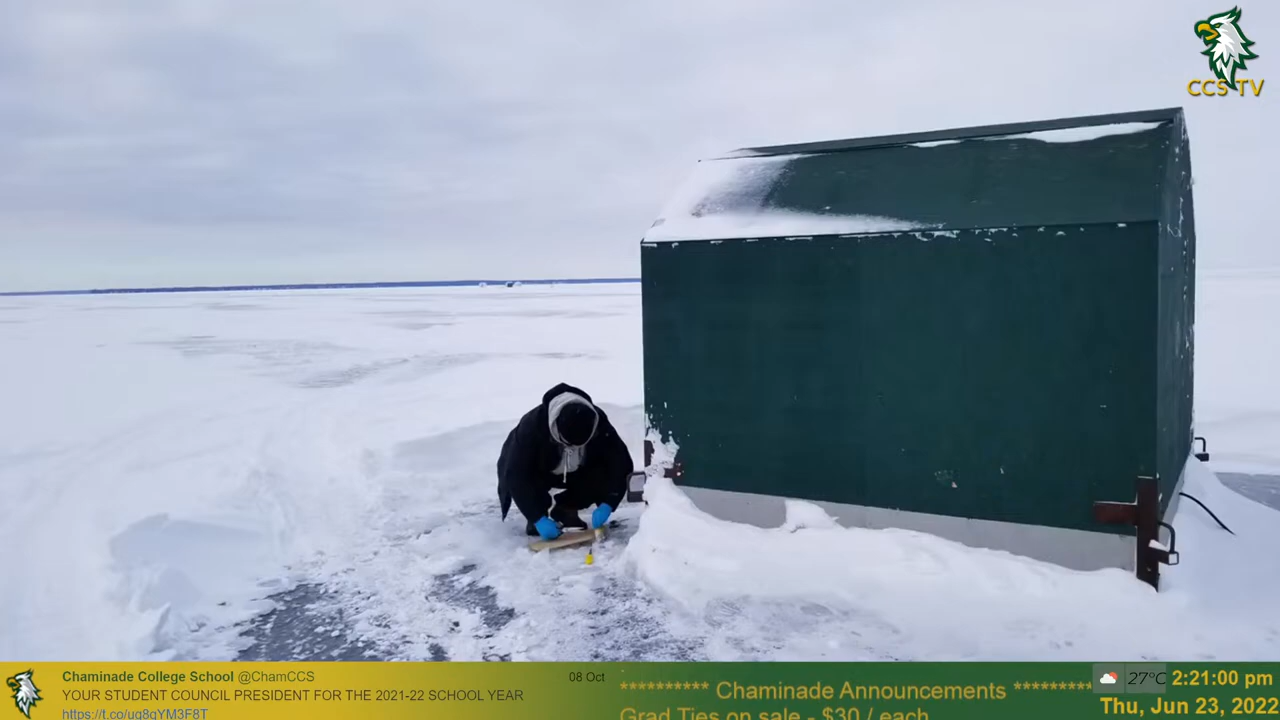 CCS TV
Chaminade College School @ChamCCS 08 Oct
YOUR STUDENT COUNCIL PRESIDENT FOR THE 2021-22 SCHOOL YEAR
https://t.co/ug8gYM3F8T
********** Chaminade Announcements *********
Grad Ties on sale - $30 / each
27°C 2:21:00 pm
Thu, Jun 23, 2022